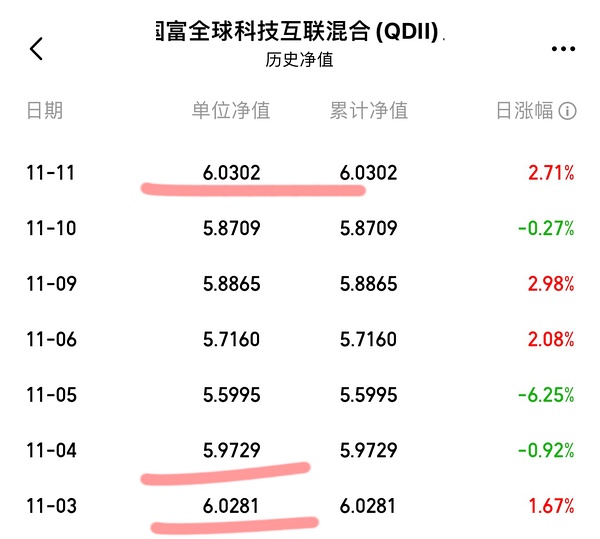 富全球科技互联混合 (QDII)
历史净值
日期 单位净值 累计净值 日涨幅
11-11 6.0302 6.0302 2.71%
11-10 5.8709 5.8709 -0.27%
11-09 5.8865 5.8865 2.98%
11-06 5.7160 5.7160 2.08%
11-05 5.5995 5.5995 -6.25%
11-04 5.9729 5.9729 -0.92%
11-03 6.0281 6.0281 1.67%